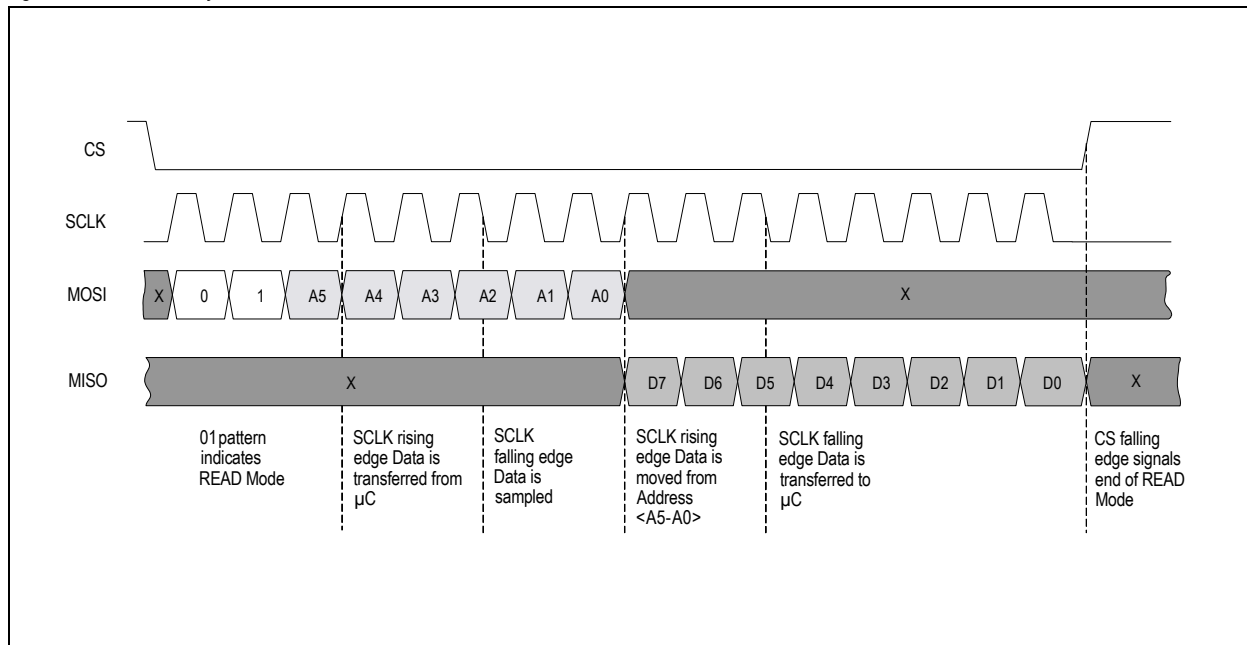 CS
SCLK
MOSI
X 0 1 A5 A4 A3 A2 A1 A0 X
MISO
X D7 D6 D5 D4 D3 D2 D1 D0 X
01 pattern
indicates
READ Mode
SCLK rising
edge Data is
transferred from
µC
SCLK
falling edge
Data is
sampled
SCLK rising
edge Data is
moved from
Address
<A5-A0>
SCLK falling
edge Data is
transferred to
µC
CS falling
edge signals
end of READ
Mode